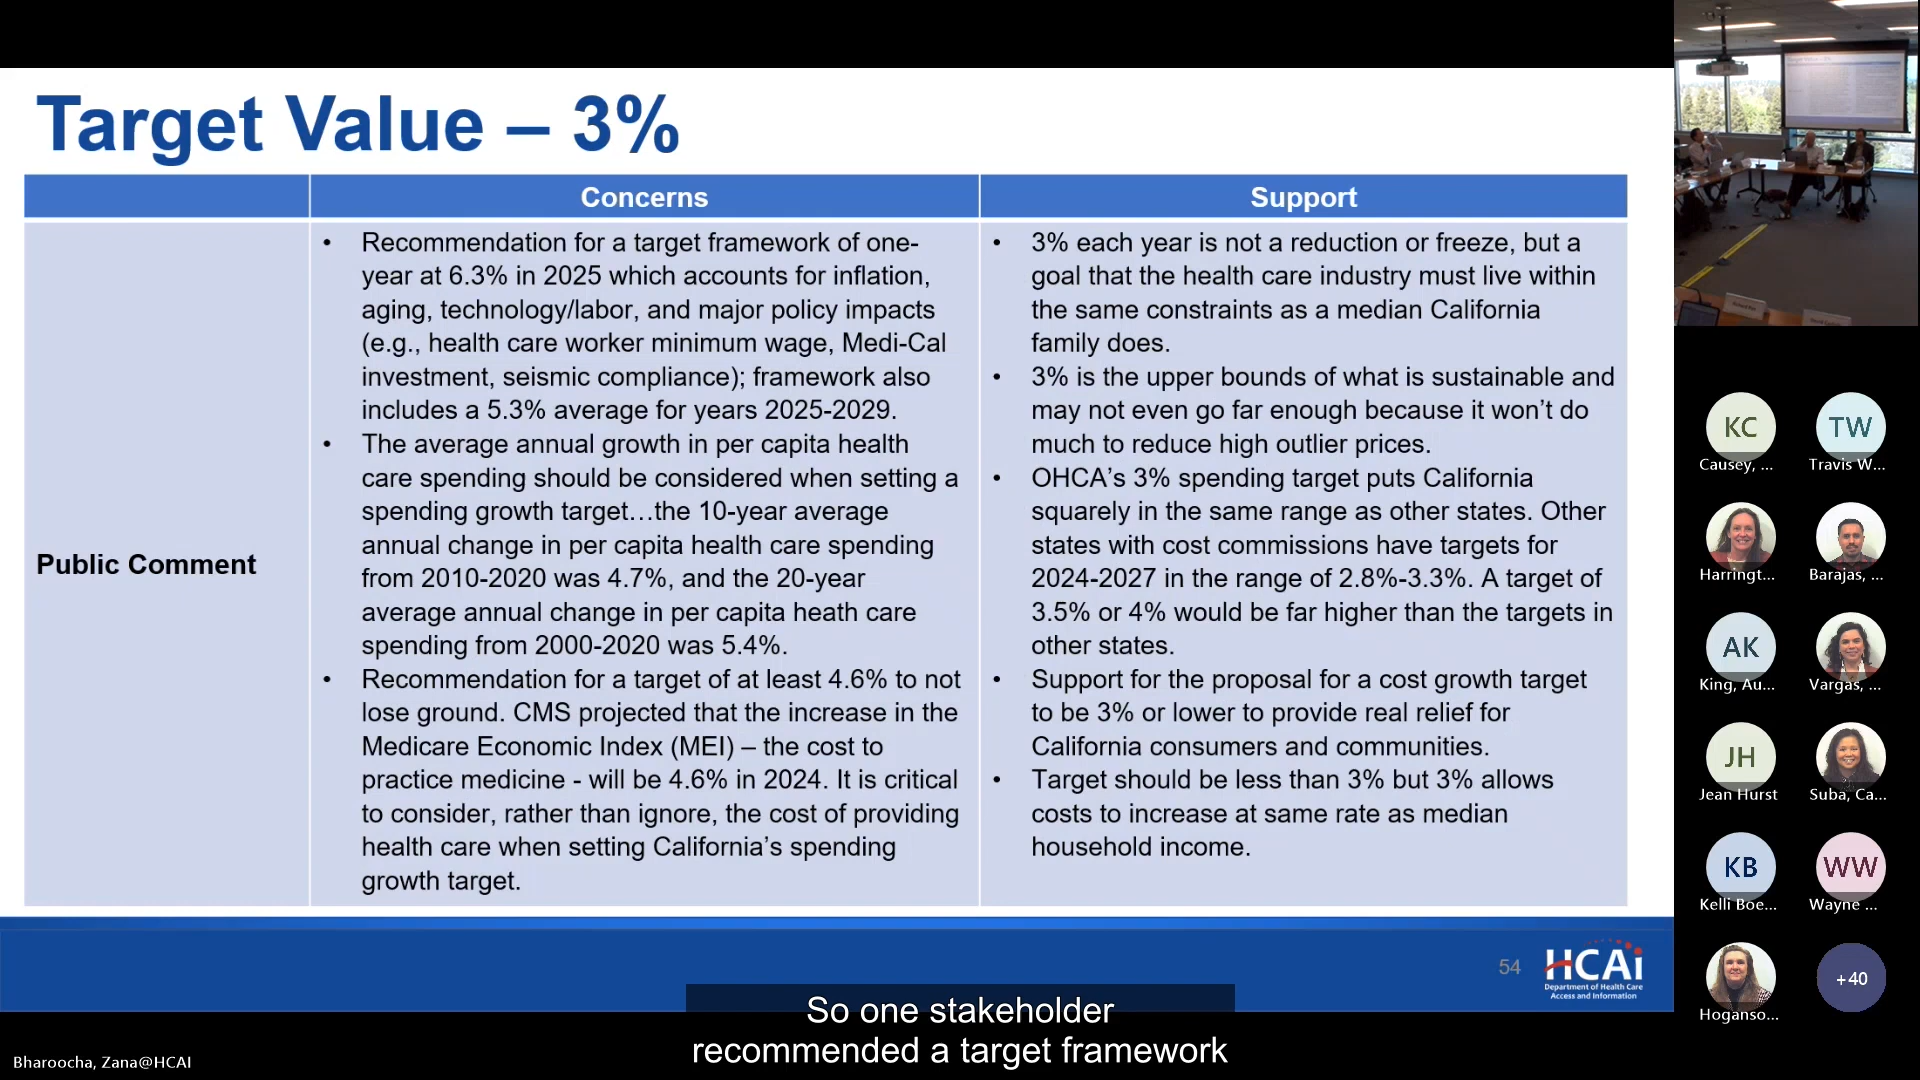 Target Value – 3%
Concerns
Support
Public Comment
• Recommendation for a target framework of one-
year at 6.3% in 2025 which accounts for inflation,
aging, technology/labor, and major policy impacts
(e.g., health care worker minimum wage, Medi-Cal
investment, seismic compliance); framework also
includes a 5.3% average for years 2025-2029.
• The average annual growth in per capita health
care spending should be considered when setting a
spending growth target…the 10-year average
annual change in per capita health care spending
from 2010-2020 was 4.7%, and the 20-year
average annual change in per capita heath care
spending from 2000-2020 was 5.4%.
• Recommendation for a target of at least 4.6% to not
lose ground. CMS projected that the increase in the
Medicare Economic Index (MEI) – the cost to
practice medicine - will be 4.6% in 2024. It is critical
to consider, rather than ignore, the cost of providing
health care when setting California’s spending
growth target.
• 3% each year is not a reduction or freeze, but a
goal that the health care industry must live within
the same constraints as a median California
family does.
• 3% is the upper bounds of what is sustainable and
may not even go far enough because it won’t do
much to reduce high outlier prices.
• OHCA’s 3% spending target puts California
squarely in the same range as other states. Other
states with cost commissions have targets for
2024-2027 in the range of 2.8%-3.3%. A target of
3.5% or 4% would be far higher than the targets in
other states.
• Support for the proposal for a cost growth target
to be 3% or lower to provide real relief for
California consumers and communities.
• Target should be less than 3% but 3% allows
costs to increase at same rate as median
household income.
54
HCAi
Department of Health Care
Access and Information
So one stakeholder
recommended a target framework
Bharoocha, Zana@HCAI
KC
Causey, ...
TW
Travis W...
Harringt...
Barajas, ...
AK
King, Au...
Vargas, ...
JH
Jean Hurst
Suba, Ca...
KB
Kelli Boe...
WW
Wayne ...
Hoganso...
+40